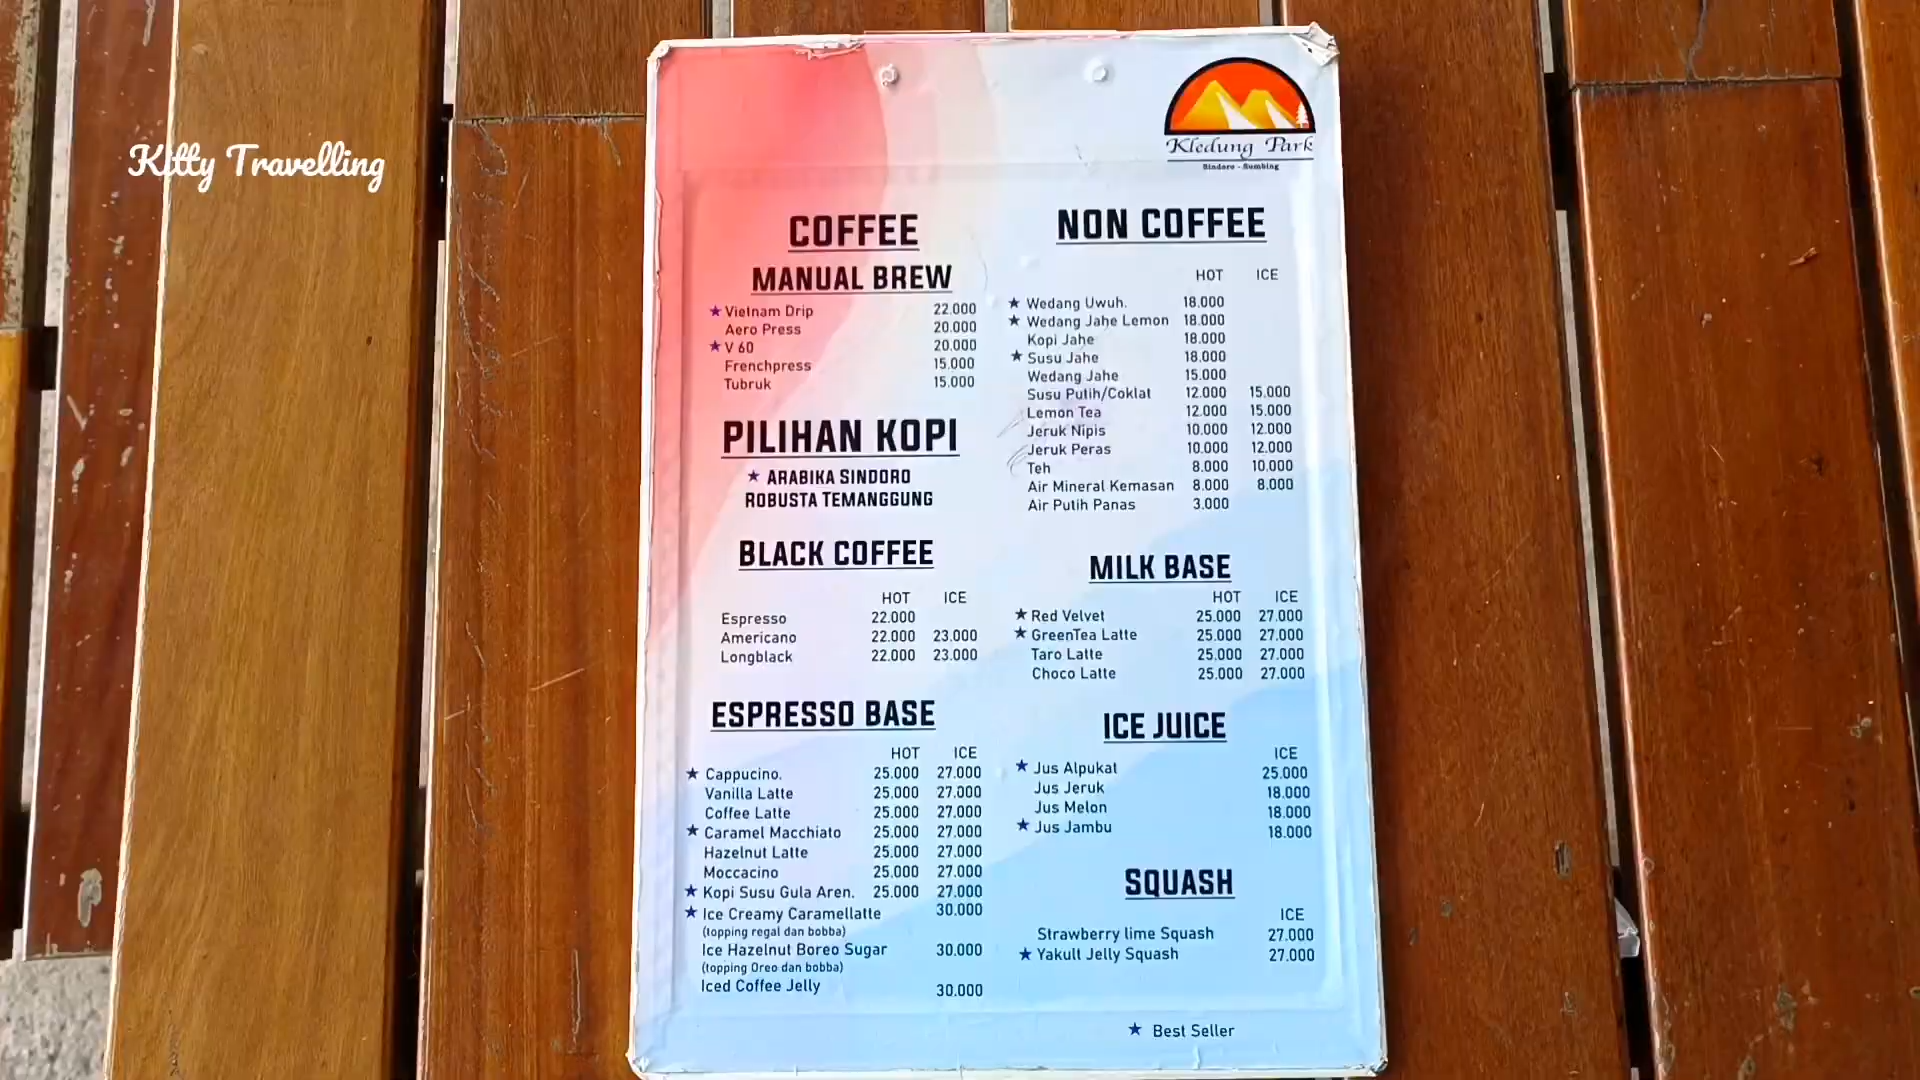 Kitty Travelling
Kledung Park
Sindoro - Sumbing
COFFEE
MANUAL BREW
★ Vietnam Drip 22.000
Aero Press 20.000
★ V 60 20.000
Frenchpress 15.000
Tubruk 15.000
PILIHAN KOPI
★ ARABIKA SINDORO
ROBUSTA TEMANGGUNG
BLACK COFFEE
HOT ICE
Espresso 22.000
Americano 22.000 23.000
Longblack 22.000 23.000
ESPRESSO BASE
HOT ICE
★ Cappucino. 25.000 27.000
Vanilla Latte 25.000 27.000
Coffee Latte 25.000 27.000
★ Caramel Macchiato 25.000 27.000
Hazelnut Latte 25.000 27.000
Moccacino 25.000 27.000
★ Kopi Susu Gula Aren. 25.000 27.000
★ Ice Creamy Caramellatte 30.000
(topping regal dan bobba)
Ice Hazelnut Boreo Sugar 30.000
(topping Oreo dan bobba)
Iced Coffee Jelly 30.000
NON COFFEE
HOT ICE
★ Wedang Uwuh. 18.000
★ Wedang Jahe Lemon 18.000
Kopi Jahe 18.000
★ Susu Jahe 18.000
Wedang Jahe 15.000
Susu Putih/Coklat 12.000 15.000
Lemon Tea 12.000 15.000
Jeruk Nipis 10.000 12.000
Jeruk Peras 10.000 12.000
Teh 8.000 10.000
Air Mineral Kemasan 8.000 8.000
Air Putih Panas 3.000
MILK BASE
HOT ICE
★ Red Velvet 25.000 27.000
★ GreenTea Latte 25.000 27.000
Taro Latte 25.000 27.000
Choco Latte 25.000 27.000
ICE JUICE
ICE
★ Jus Alpukat 25.000
Jus Jeruk 18.000
Jus Melon 18.000
★ Jus Jambu 18.000
SQUASH
ICE
Strawberry lime Squash 27.000
★ Yakult Jelly Squash 27.000
★ Best Seller